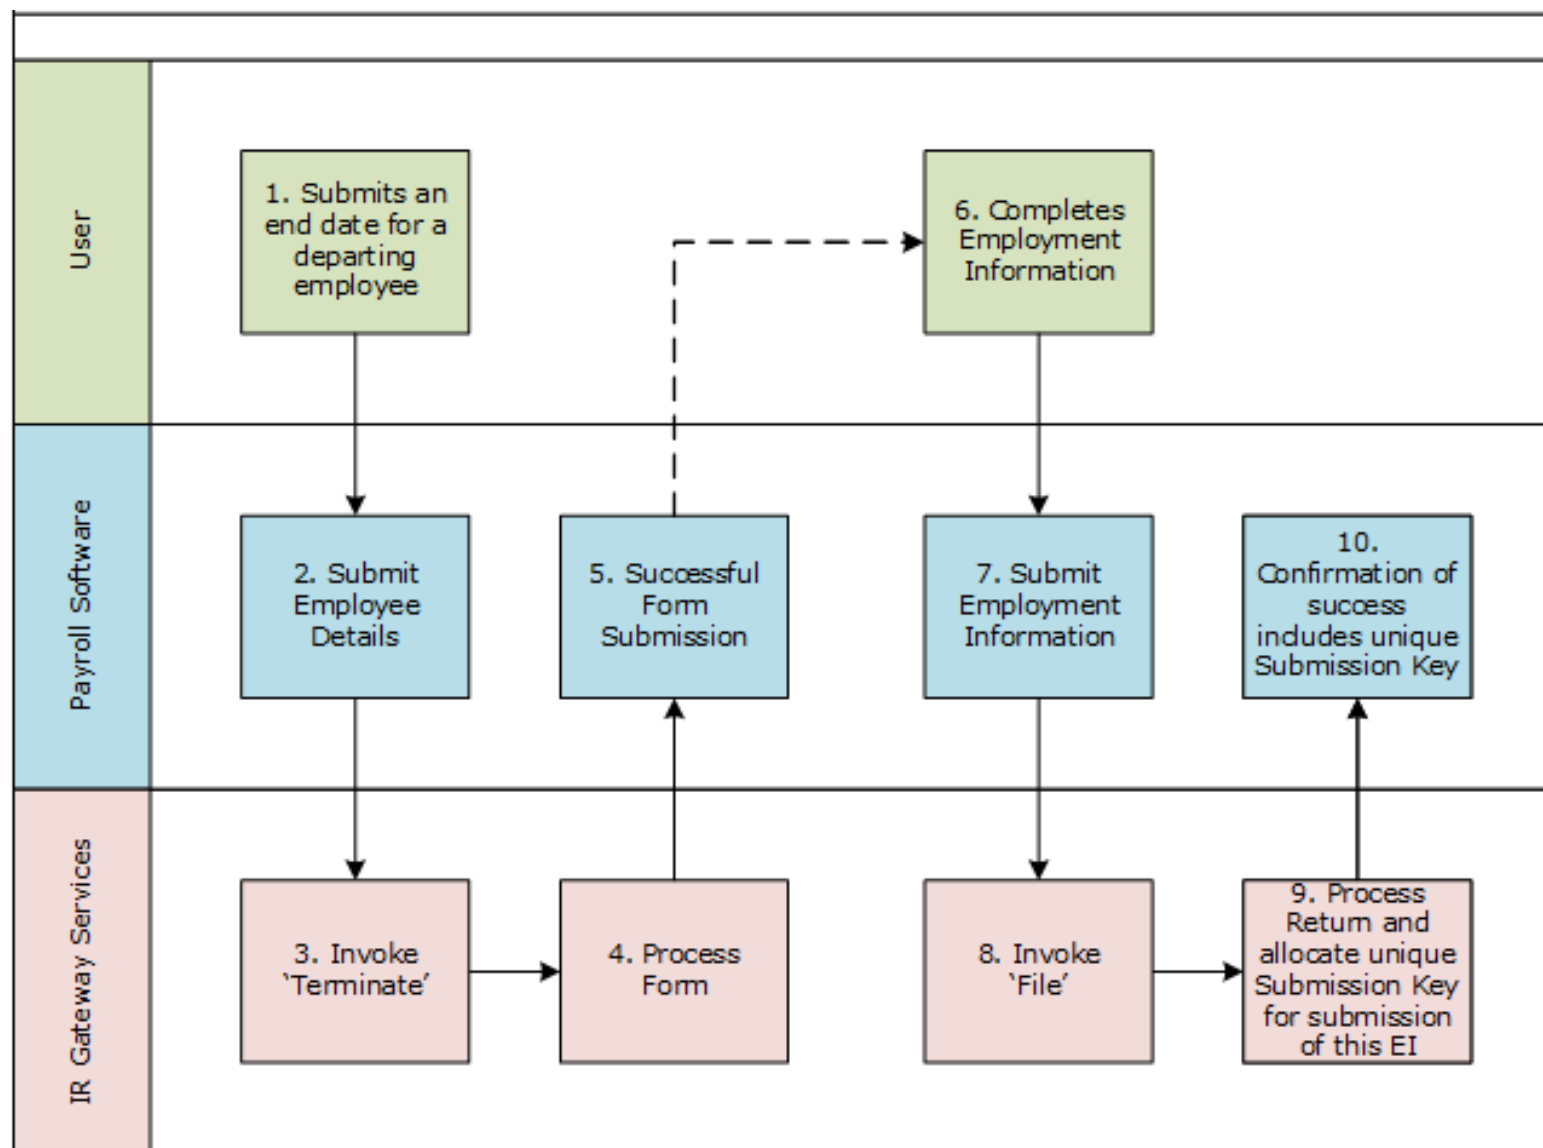 User
1. Submits an
end date for a
departing
employee
6. Completes
Employment
Information
Payroll Software
2. Submit
Employee
Details
5. Successful
Form
Submission
7. Submit
Employment
Information
10.
Confirmation of
success
includes unique
Submission Key
IR Gateway Services
3. Invoke
‘Terminate’
4. Process
Form
8. Invoke
‘File’
9. Process
Return and
allocate unique
Submission Key
for submission
of this EI